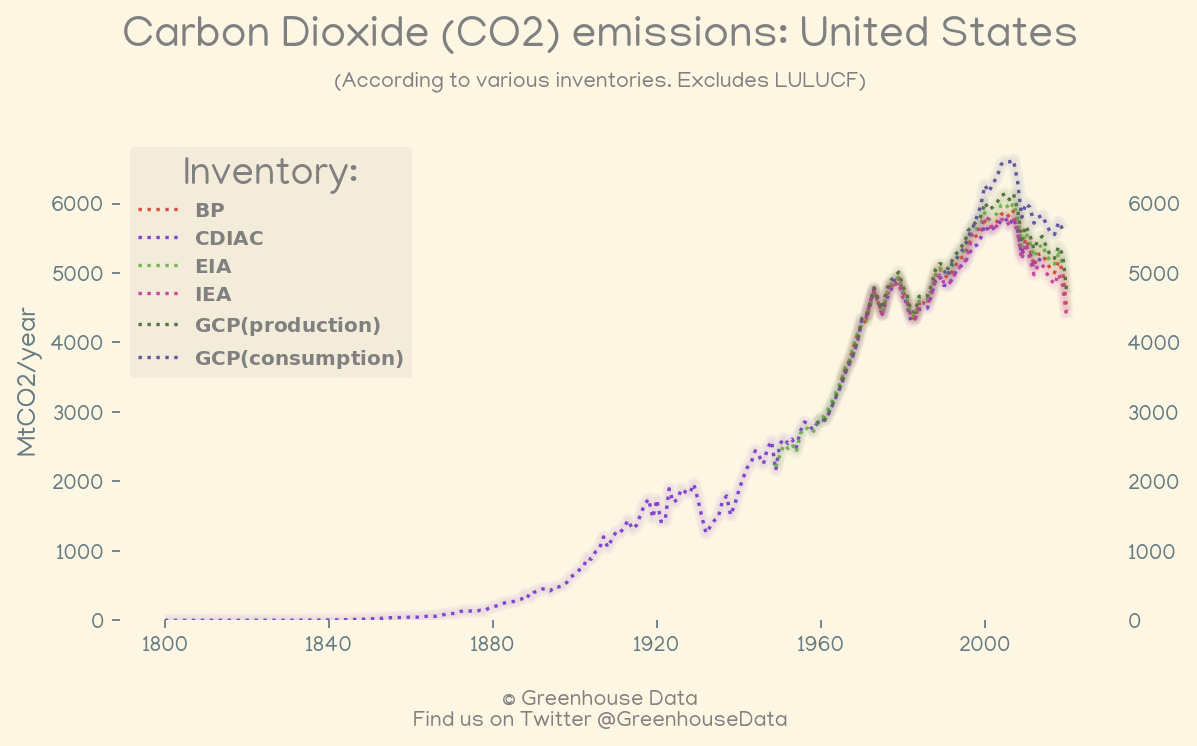 Carbon Dioxide (CO2) emissions: United States
(According to various inventories. Excludes LULUCF)
Inventory:
BP
CDIAC
EIA
IEA
GCP(production)
GCP(consumption)
MtCO2/year
6000
5000
4000
3000
2000
1000
0
6000
5000
4000
3000
2000
1000
0
1800 1840 1880 1920 1960 2000
© Greenhouse Data
Find us on Twitter @GreenhouseData